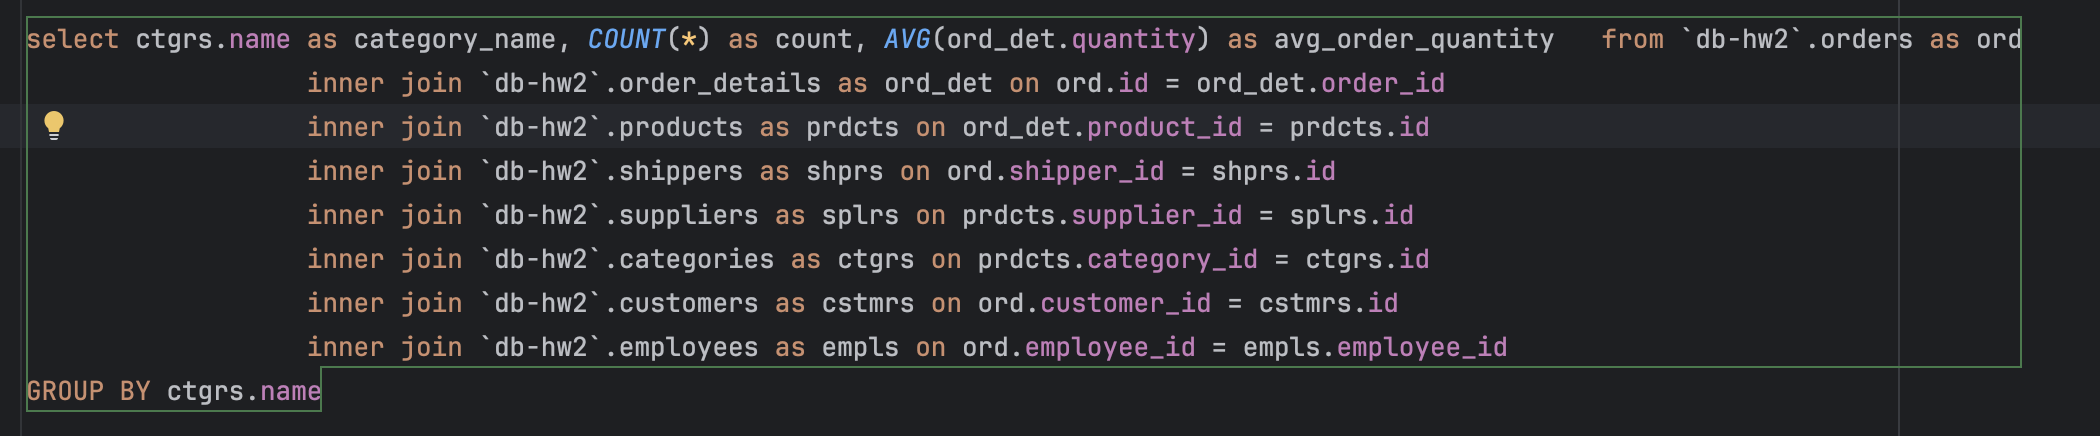 select ctgrs.name as category_name, COUNT(*) as count, AVG(ord_det.quantity) as avg_order_quantity   from `db-hw2`.orders as ord
inner join `db-hw2`.order_details as ord_det on ord.id = ord_det.order_id
inner join `db-hw2`.products as prdcts on ord_det.product_id = prdcts.id
inner join `db-hw2`.shippers as shprs on ord.shipper_id = shprs.id
inner join `db-hw2`.suppliers as splrs on prdcts.supplier_id = splrs.id
inner join `db-hw2`.categories as ctgrs on prdcts.category_id = ctgrs.id
inner join `db-hw2`.customers as cstmrs on ord.customer_id = cstmrs.id
inner join `db-hw2`.employees as empls on ord.employee_id = empls.employee_id
GROUP BY ctgrs.name